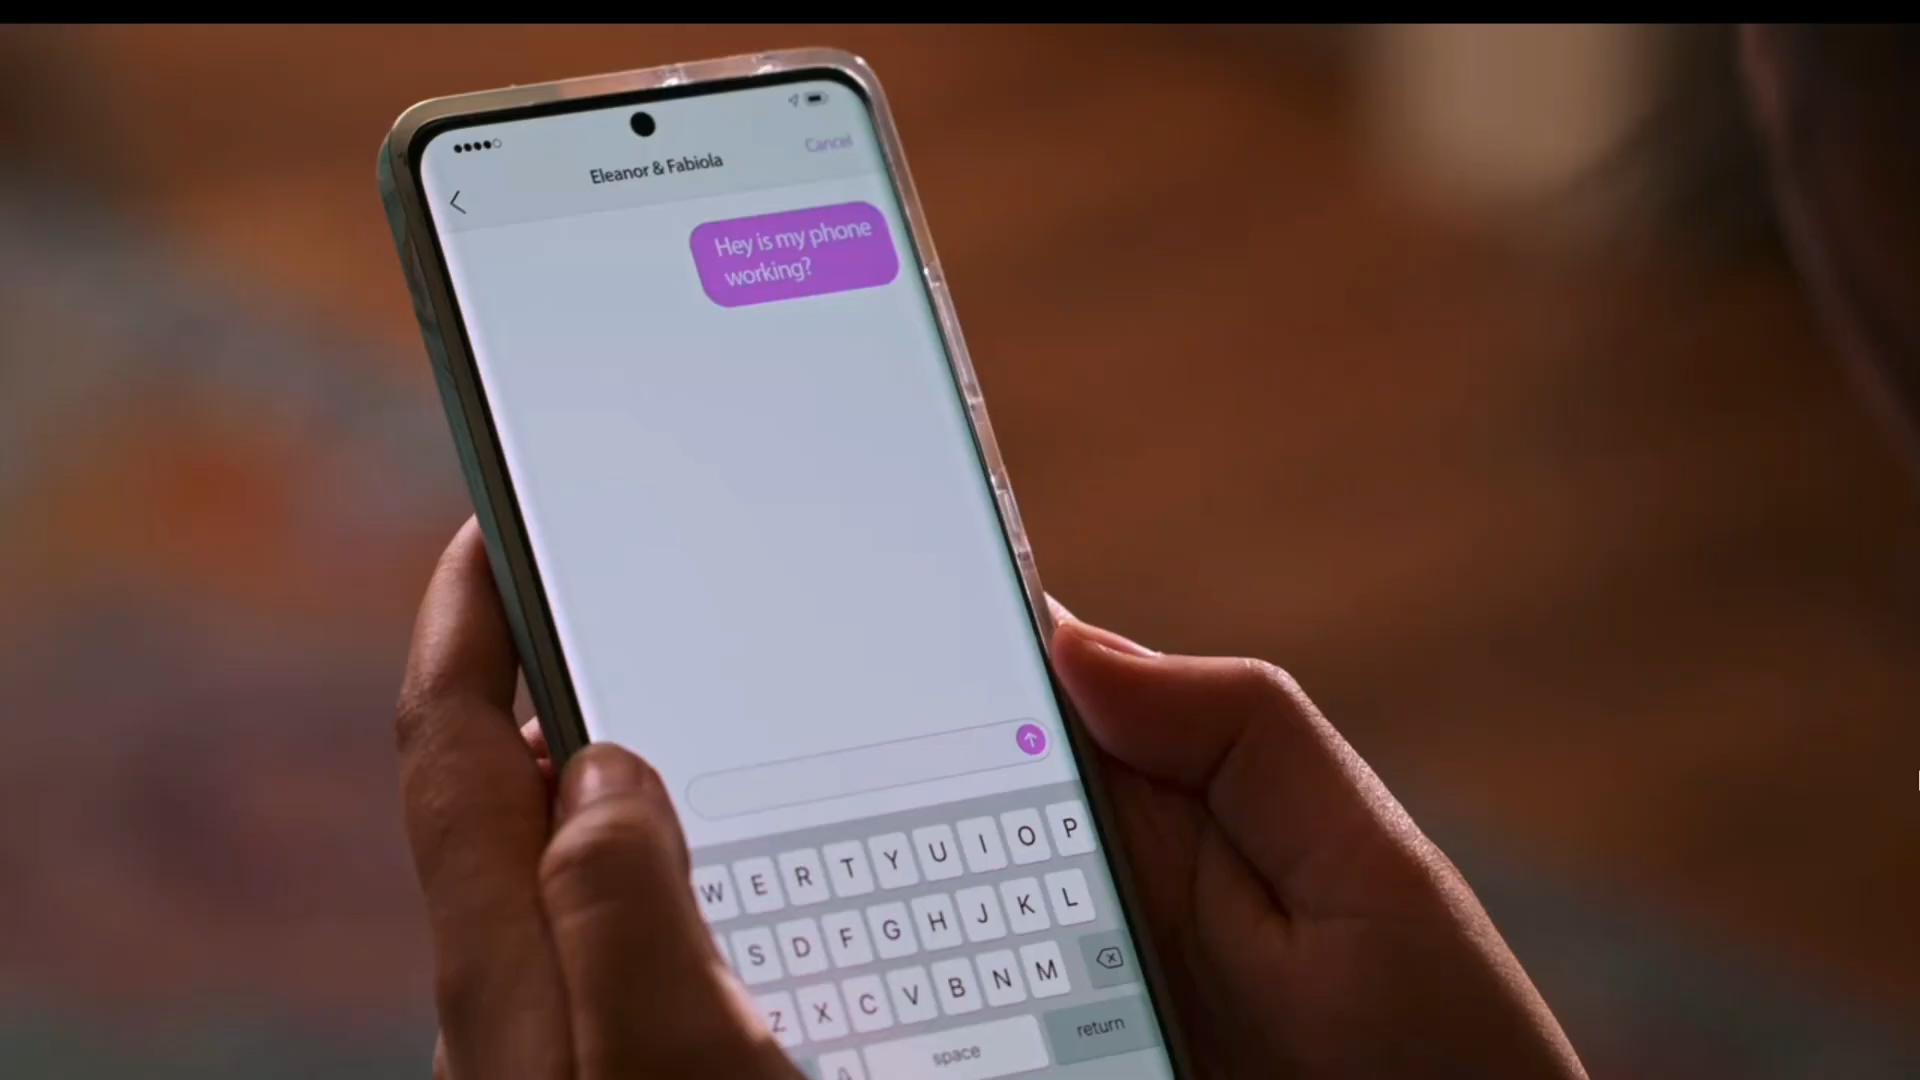 Cancel
Eleanor & Fabiola
Hey is my phone
working?
W E R T Y U I O P
S D F G H J K L
Z X C V B N M
space return